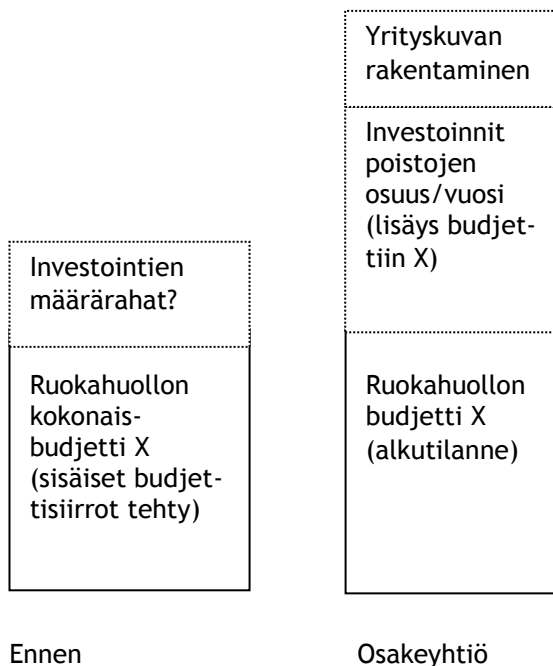 Yrityskuvan
rakentaminen
Investoinnit
poistojen
osuus/vuosi
(lisäys budjet-
tiin X)
Investointien
määrärahat?
Ruokahuollon
kokonais-
budjetti X
(sisäiset budjet-
tisiirrot tehty)
Ruokahuollon
budjetti X
(alkutilanne)
Ennen
Osakeyhtiö